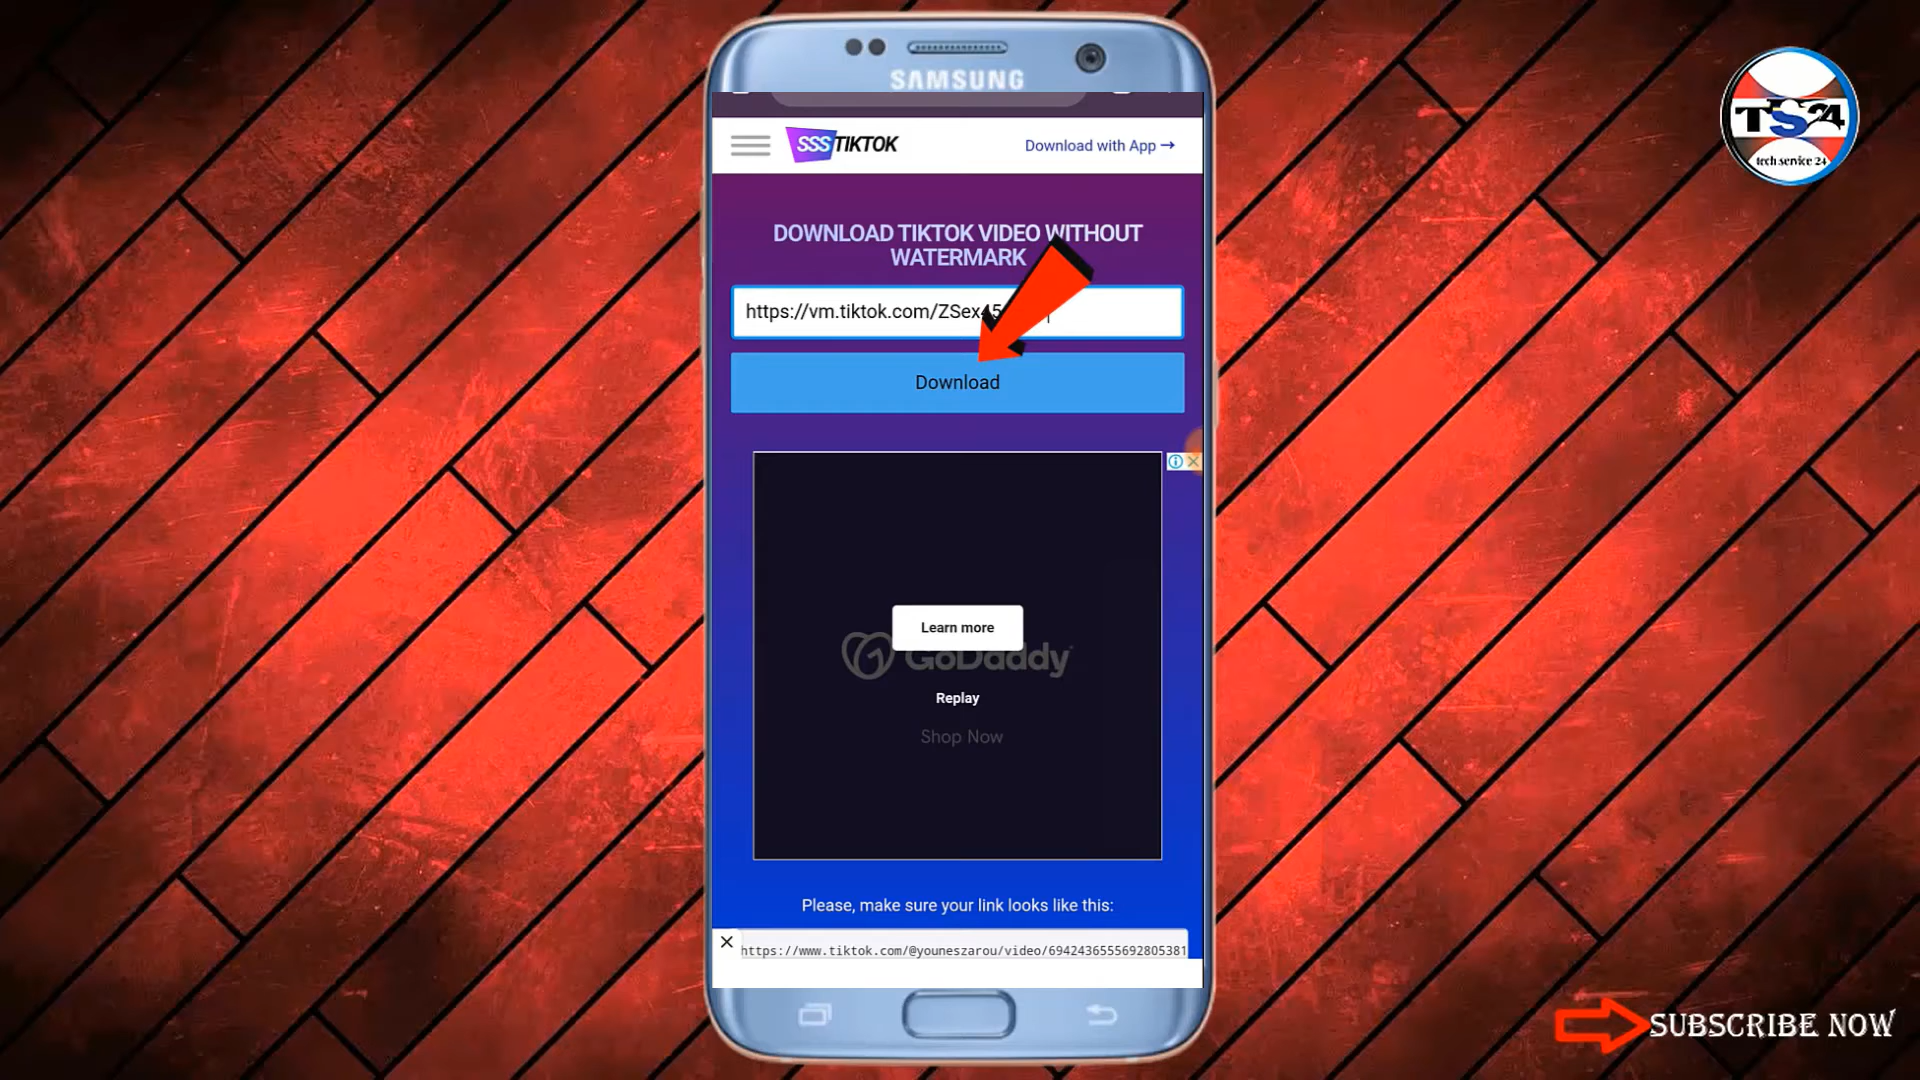 SAMSUNG
SSSTIKTOK
Download with App →
DOWNLOAD TIKTOK VIDEO WITHOUT
WATERMARK
https://vm.tiktok.com/ZSex45
Download
Learn more
GoDaddy
Replay
Shop Now
Please, make sure your link looks like this:
https://www.tiktok.com/@youneszarou/video/6942436555692805381
TS24
tech service 24
SUBSCRIBE NOW